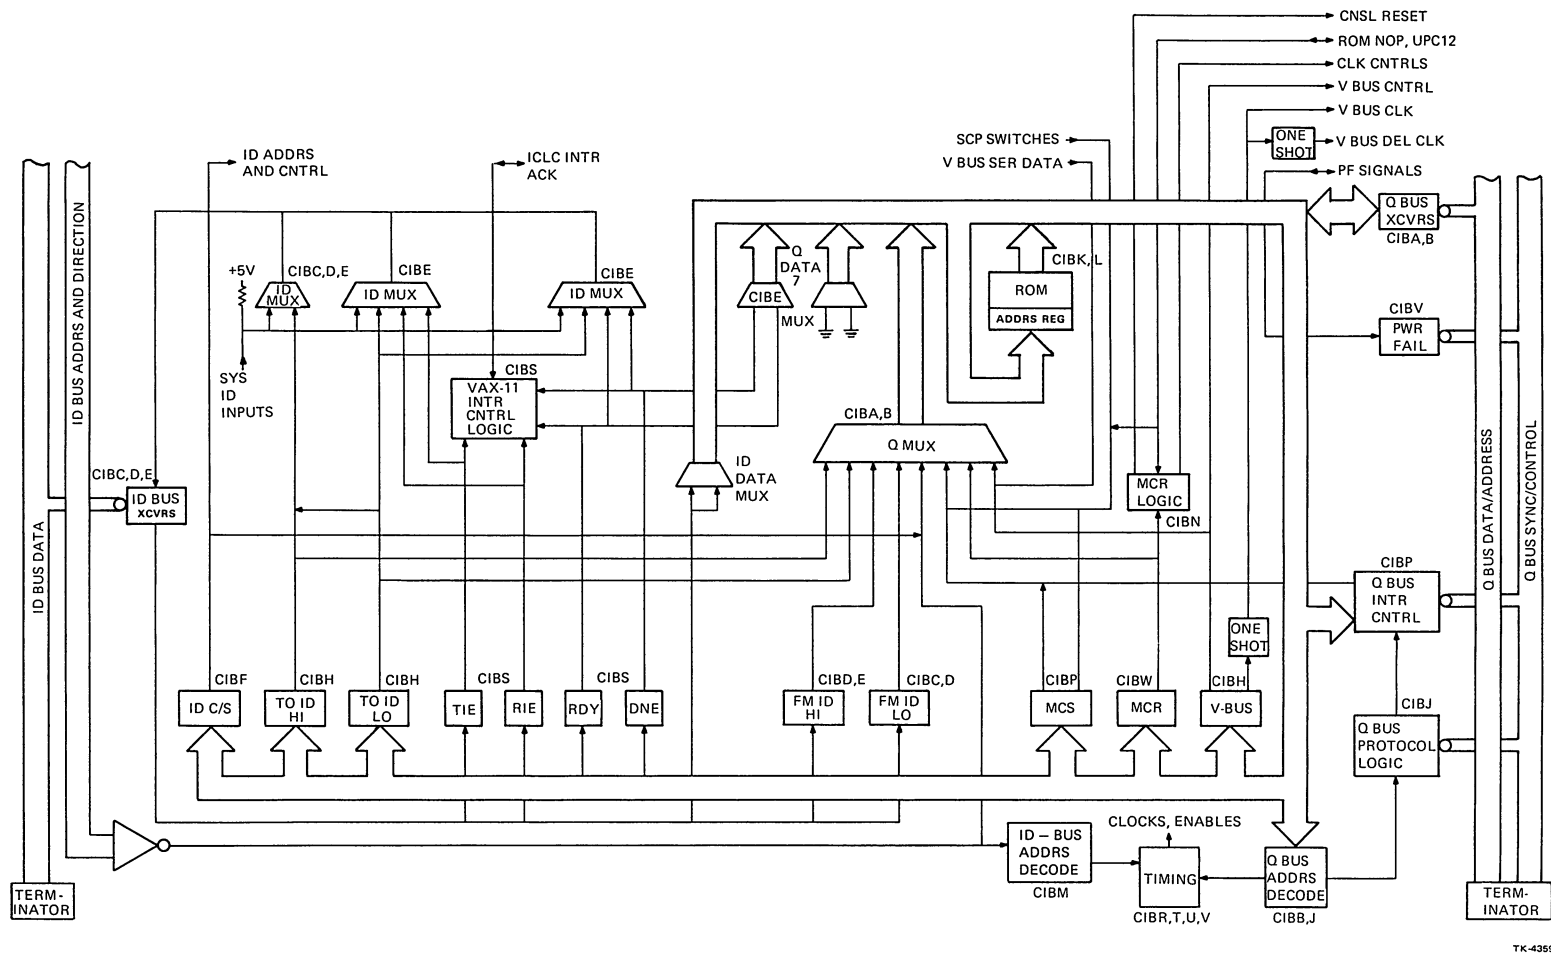 CNSL RESET
ROM NOP, UPC12
CLK CNTRLS
V BUS CNTRL
V BUS CLK
SCP SWITCHES
ONE
SHOT
V BUS DEL CLK
V BUS SER DATA
PF SIGNALS
ID ADDRS
AND CNTRL
ICLC INTR
ACK
Q BUS
XCVRS
CIBA,B
ID BUS ADDRS AND DIRECTION
+5V
CIBC,D,E
ID
MUX
CIBE
ID MUX
CIBE
ID MUX
Q
DATA
7
CIBE
MUX
CIBK,L
ROM
ADDRS REG
CIBV
PWR
FAIL
SYS
ID
INPUTS
CIBS
VAX-11
INTR
CNTRL
LOGIC
CIBA,B
Q MUX
ID
DATA
MUX
MCR
LOGIC
CIBN
CIBC,D,E
ID BUS
XCVRS
ID BUS DATA
Q BUS DATA/ADDRESS
Q BUS SYNC/CONTROL
CIBP
Q BUS
INTR
CNTRL
ONE
SHOT
CIBF
ID C/S
CIBH
TO ID
HI
CIBH
TO ID
LO
CIBS
TIE
RIE
CIBS
RDY
DNE
CIBD,E
FM ID
HI
CIBC,D
FM ID
LO
CIBP
MCS
CIBW
MCR
CIBH
V-BUS
CIBJ
Q BUS
PROTOCOL
LOGIC
CLOCKS, ENABLES
ID – BUS
ADDRS
DECODE
CIBM
TIMING
CIBR,T,U,V
Q BUS
ADDRS
DECODE
CIBB,J
TERM-
INATOR
TERM-
INATOR
TK-4359